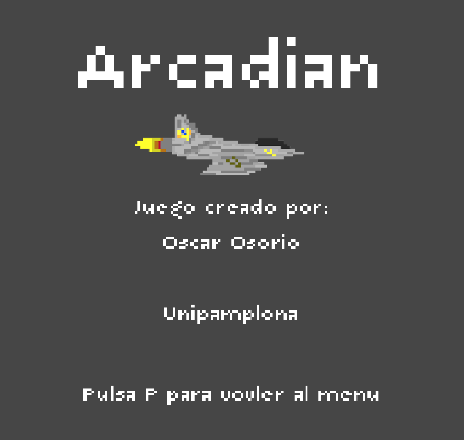 Arcadian
Juego creado por:
Oscar Osorio
Unipamplona
Pulsa P para volver al menu